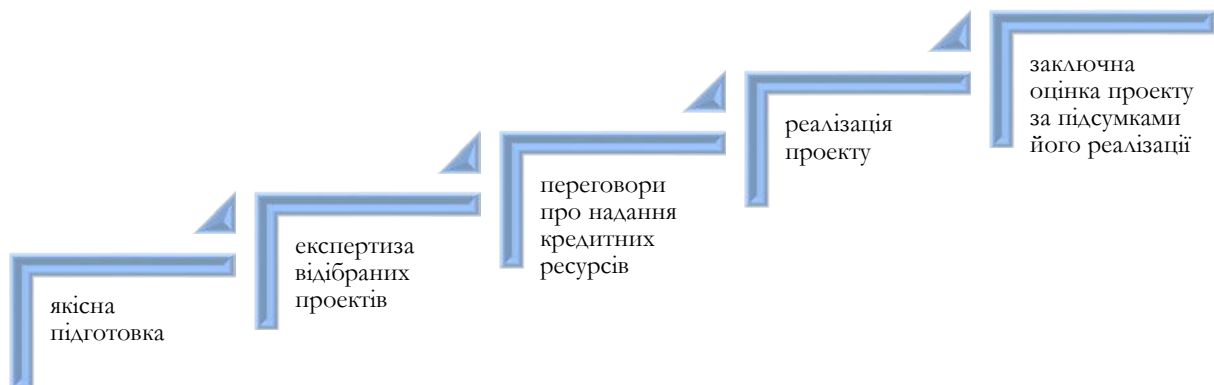 якісна
підготовка
експертиза
відібраних
проектів
переговори
про надання
кредитних
ресурсів
реалізація
проекту
заключна
оцінка проекту
за підсумками
його реалізації